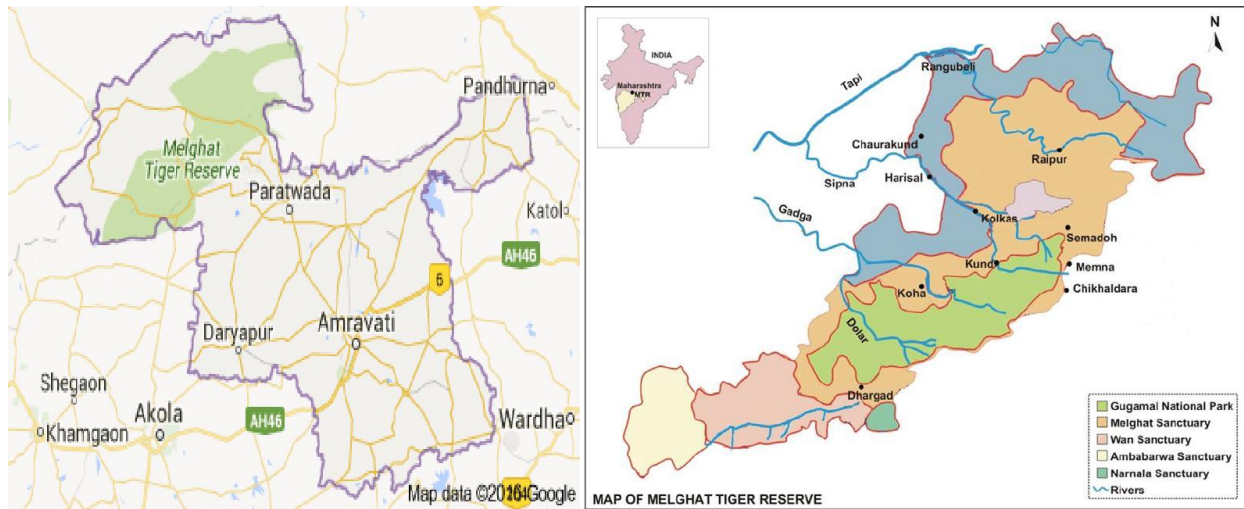 Pandhurna
Melghat
Tiger Reserve
Paratwada
Katol
AH46
6
Daryapur
Amravati
Shegaon
Akola
AH46
Khamgaon
Wardha
Map data ©2016 Google
N
INDIA
Maharashtra
MTR
Rangubeli
Tapi
Chaurakund
Raipur
Sipna
Harisal
Gadga
Kolkas
Semadoh
Kund
Memna
Koha
Chikhaldara
Dolar
Dhargad
Gugamal National Park
Melghat Sanctuary
Wan Sanctuary
Ambabarwa Sanctuary
Narnala Sanctuary
Rivers
MAP OF MELGHAT TIGER RESERVE